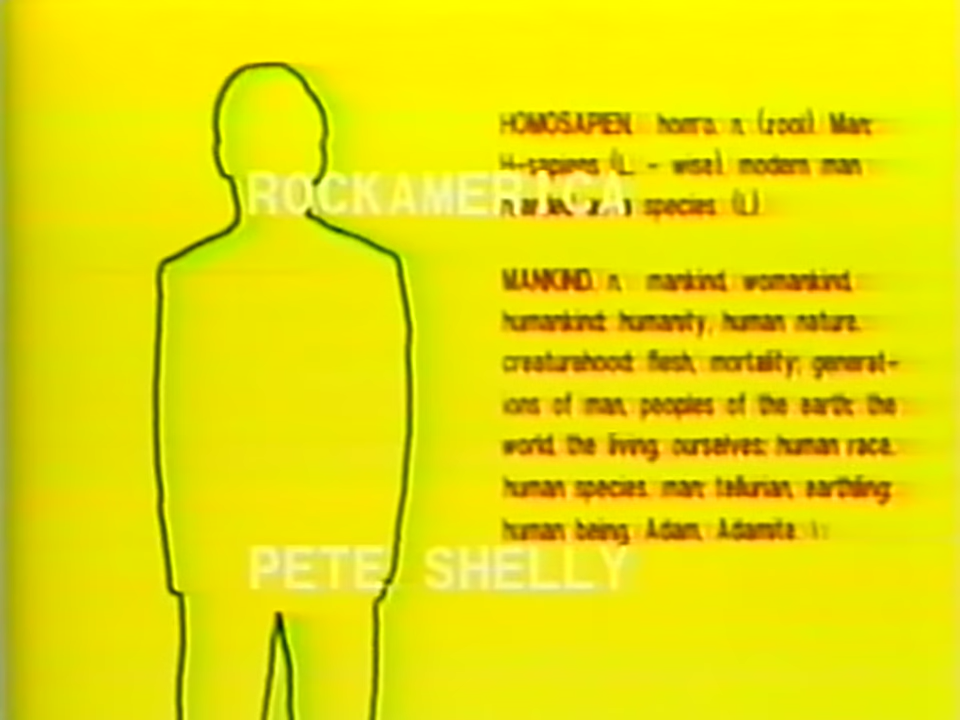 HOMOSAPIEN. homo. n. (zool). Man:
H-sapiens (L. - wise). modern man
species. (L).
ROCKAMERICA
MANKIND. n. mankind, womankind,
humankind: humanity, human nature.
creaturehood: flesh, mortality; generat-
ions of man, peoples of the earth: the
world, the living, ourselves; human race.
human species. man: tellurian, earthling:
human being. Adam, Adamite
PETE SHELLY